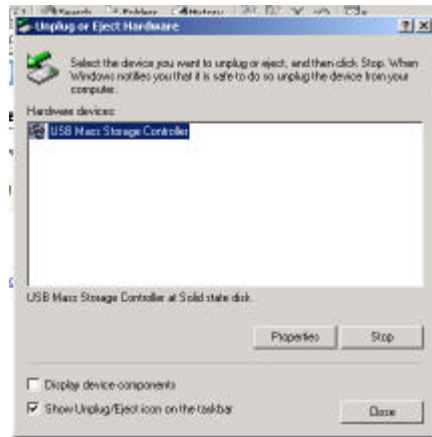 Search Folders History
Unplug or Eject Hardware
Select the device you want to unplug or eject, and then click Stop. When
Windows notifies you that it is safe to do so unplug the device from your
computer.
Hardware devices:
USB Mass Storage Controller
USB Mass Storage Controller at Solid state disk
Properties Stop
Display device components
Show Unplug/Eject icon on the taskbar
Close